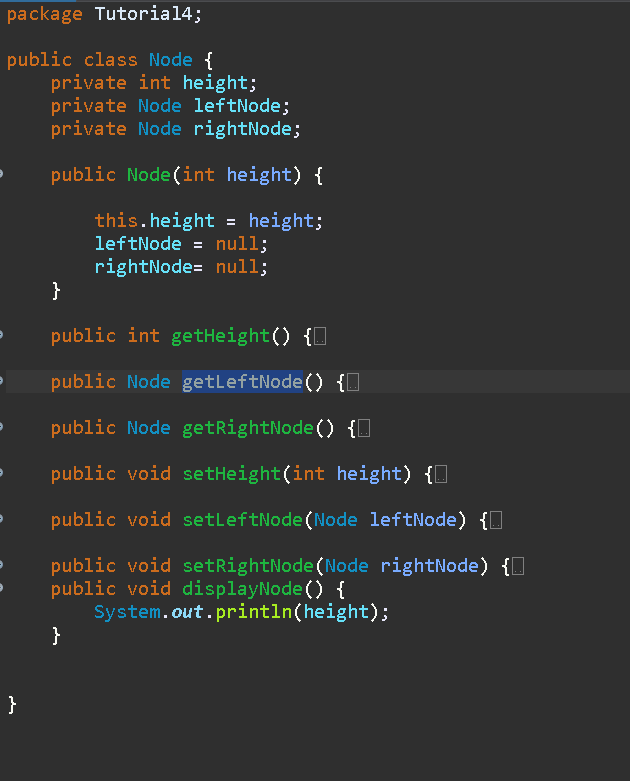 package Tutorial4;
public class Node {
private int height;
private Node leftNode;
private Node rightNode;
public Node(int height) {
this.height = height;
leftNode = null;
rightNode= null;
}
public int getHeight() {
public Node getLeftNode() {
public Node getRightNode() {
public void setHeight(int height) {
public void setLeftNode(Node leftNode) {
public void setRightNode(Node rightNode) {
public void displayNode() {
System.out.println(height);
}
}